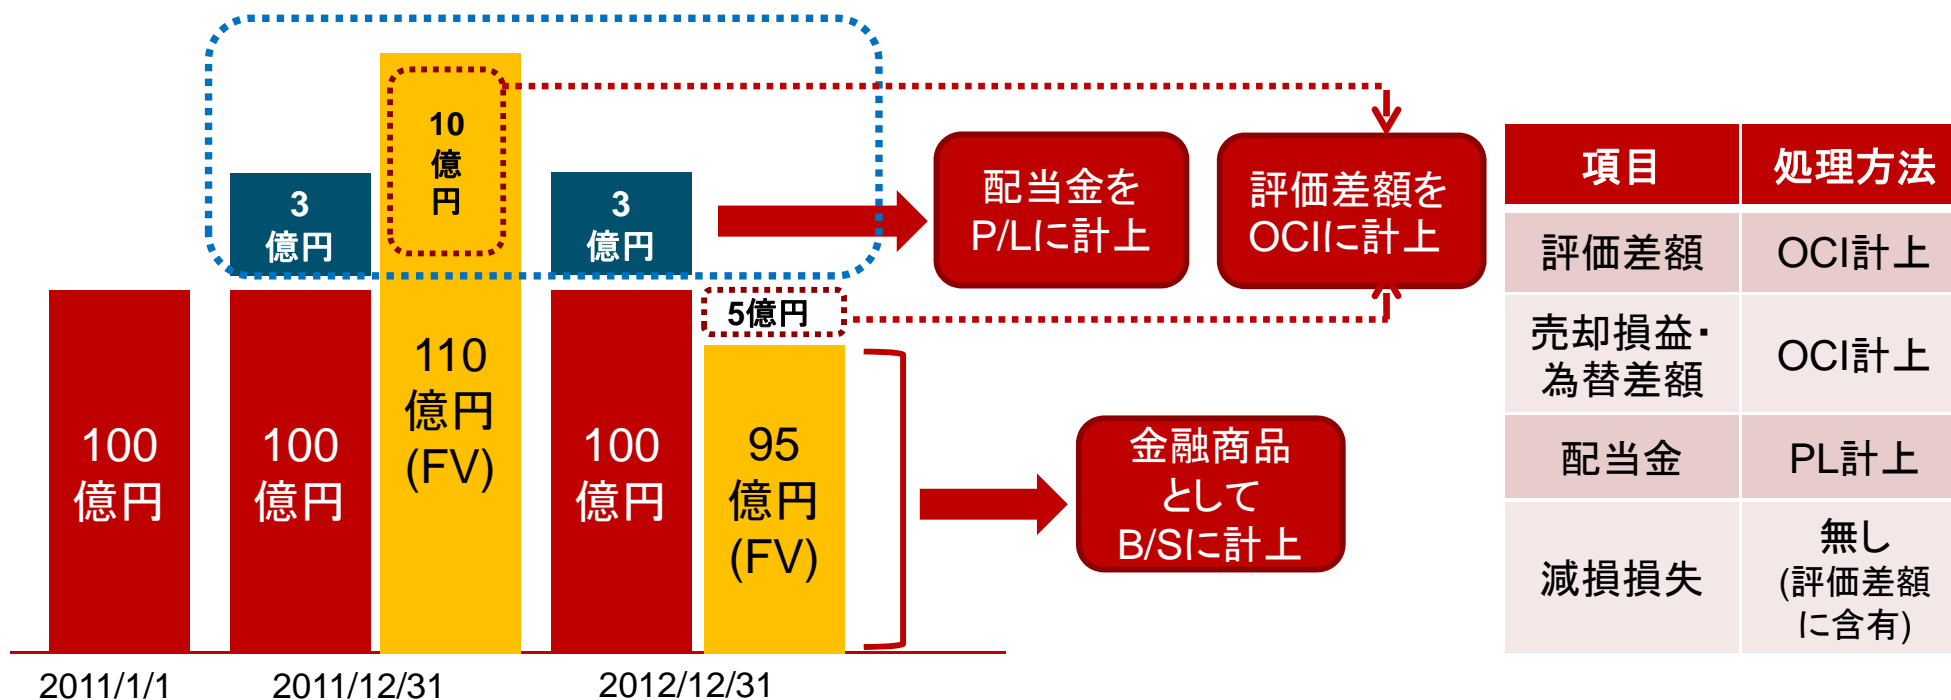 10
億
円
3
億円
3
億円
5億円
100
億円
100
億円
110
億円
(FV)
100
億円
95
億円
(FV)
2011/1/1
2011/12/31
2012/12/31
配当金を
P/Lに計上
評価差額を
OCIに計上
金融商品
として
B/Sに計上
項目 処理方法
評価差額 OCI計上
売却損益・
為替差額
OCI計上
配当金 PL計上
減損損失
無し
(評価差額
に含有)